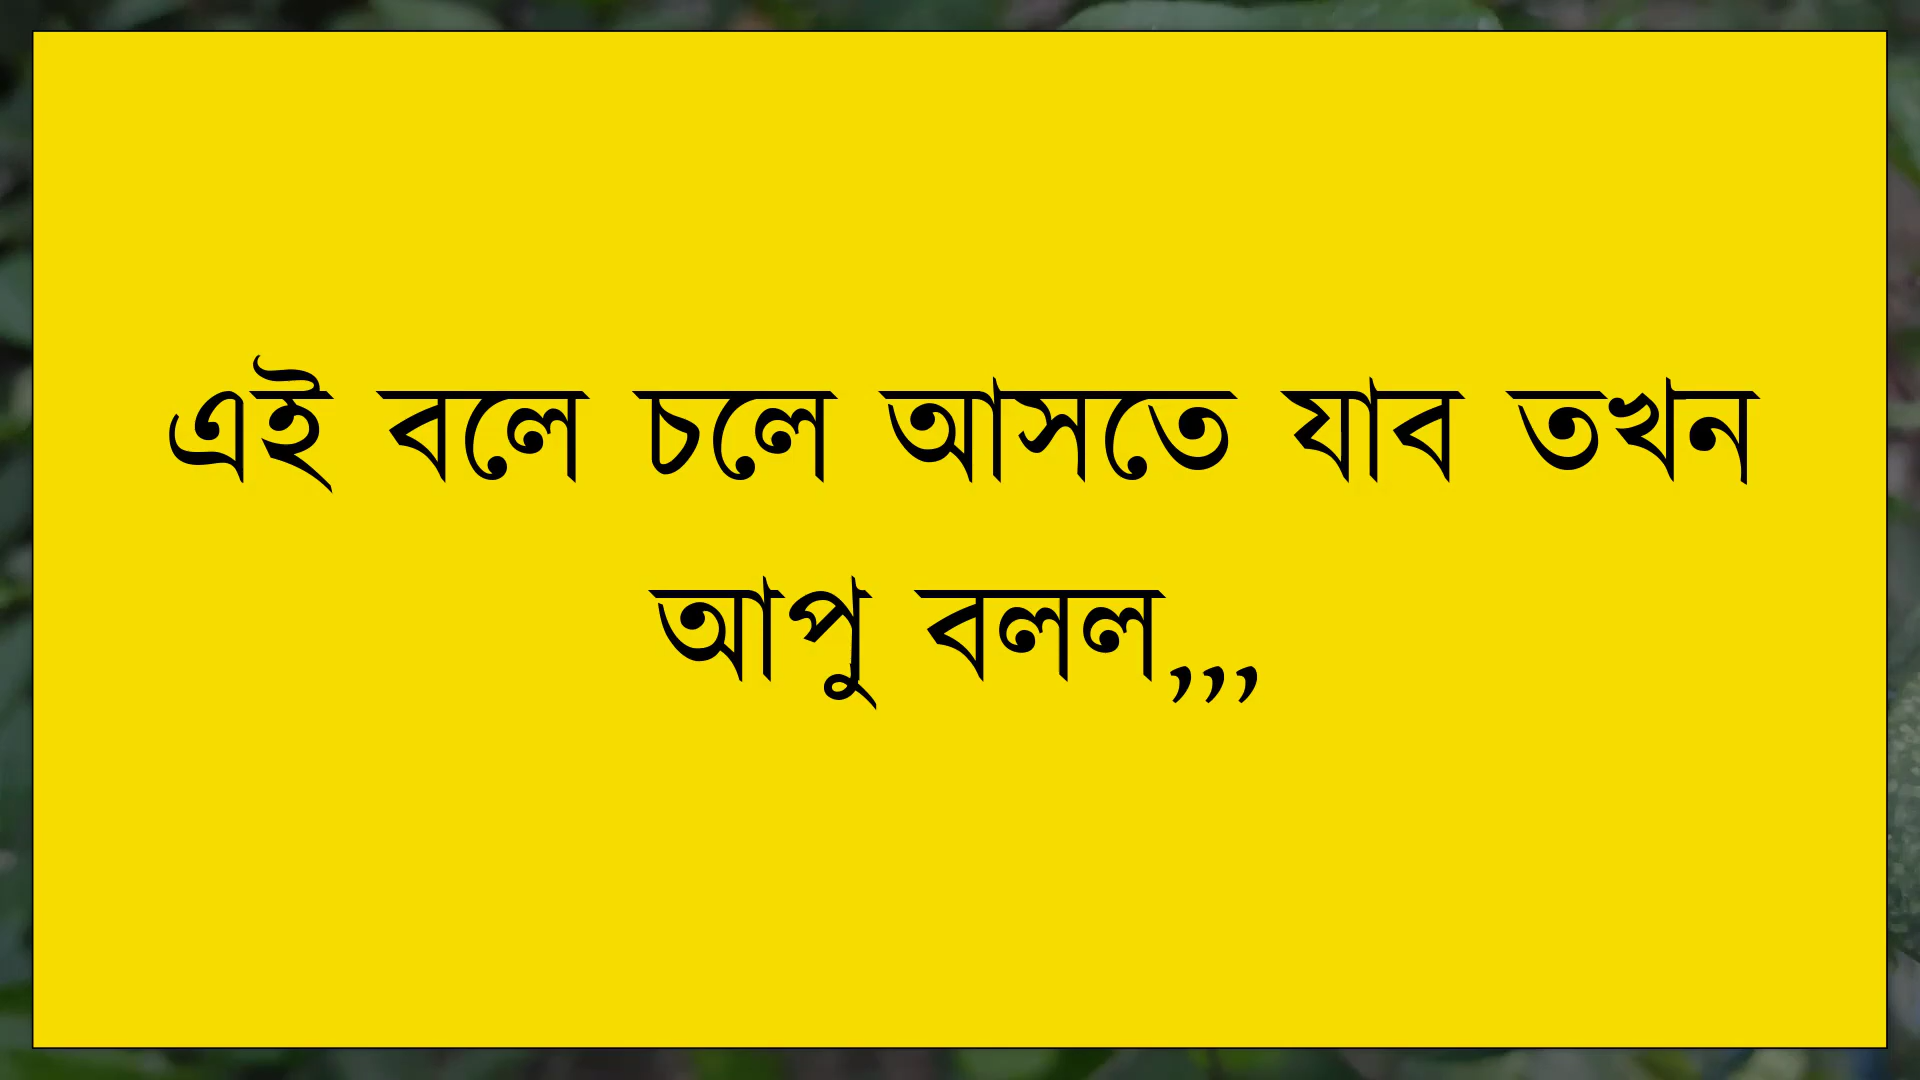 এই বলে চলে আসতে যাব তখন
আপু বলল,,,